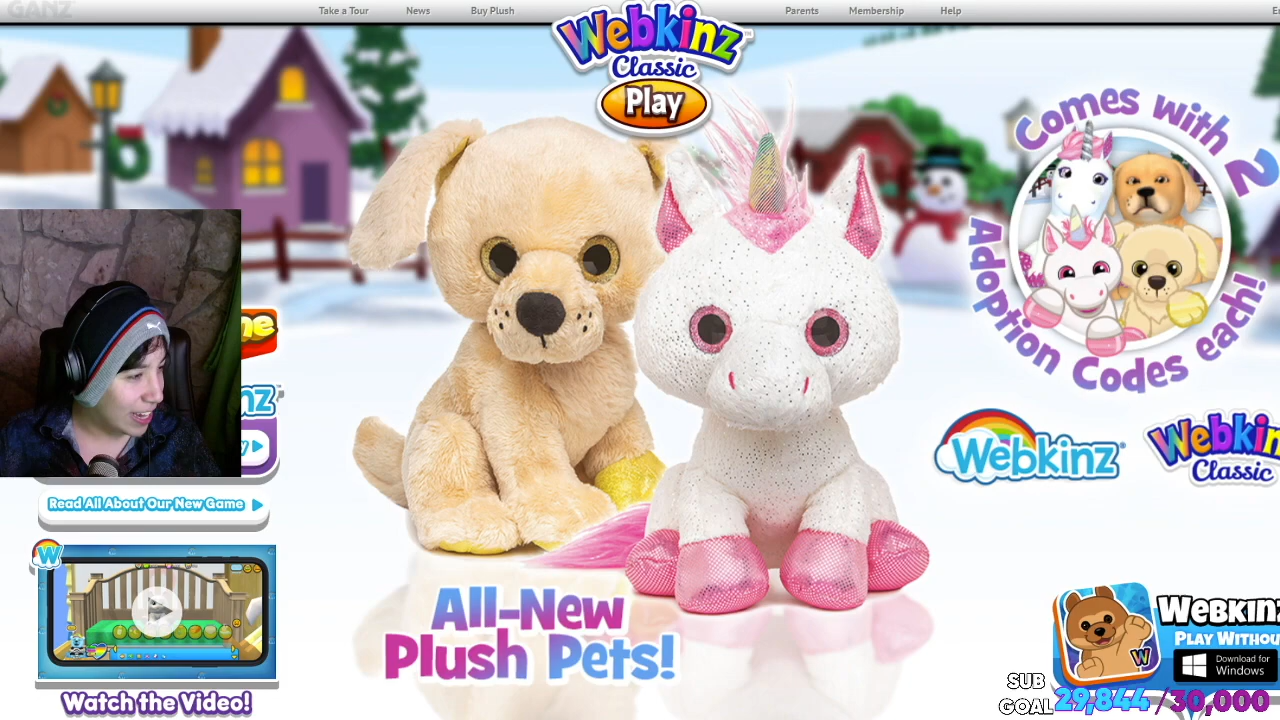 GANZ
Take a Tour
News
Buy Plush
Parents
Membership
Help
Webkinz
Classic
Play
Comes with 2
Adoption Codes each!
Webkinz
Webkin
Classic
Read All About Our New Game
W
Watch the Video!
All-New
Plush Pets!
W
WEBKINZ
PLAY WITHOU
Download for
Windows
SUB
GOAL 29,844 / 30,000